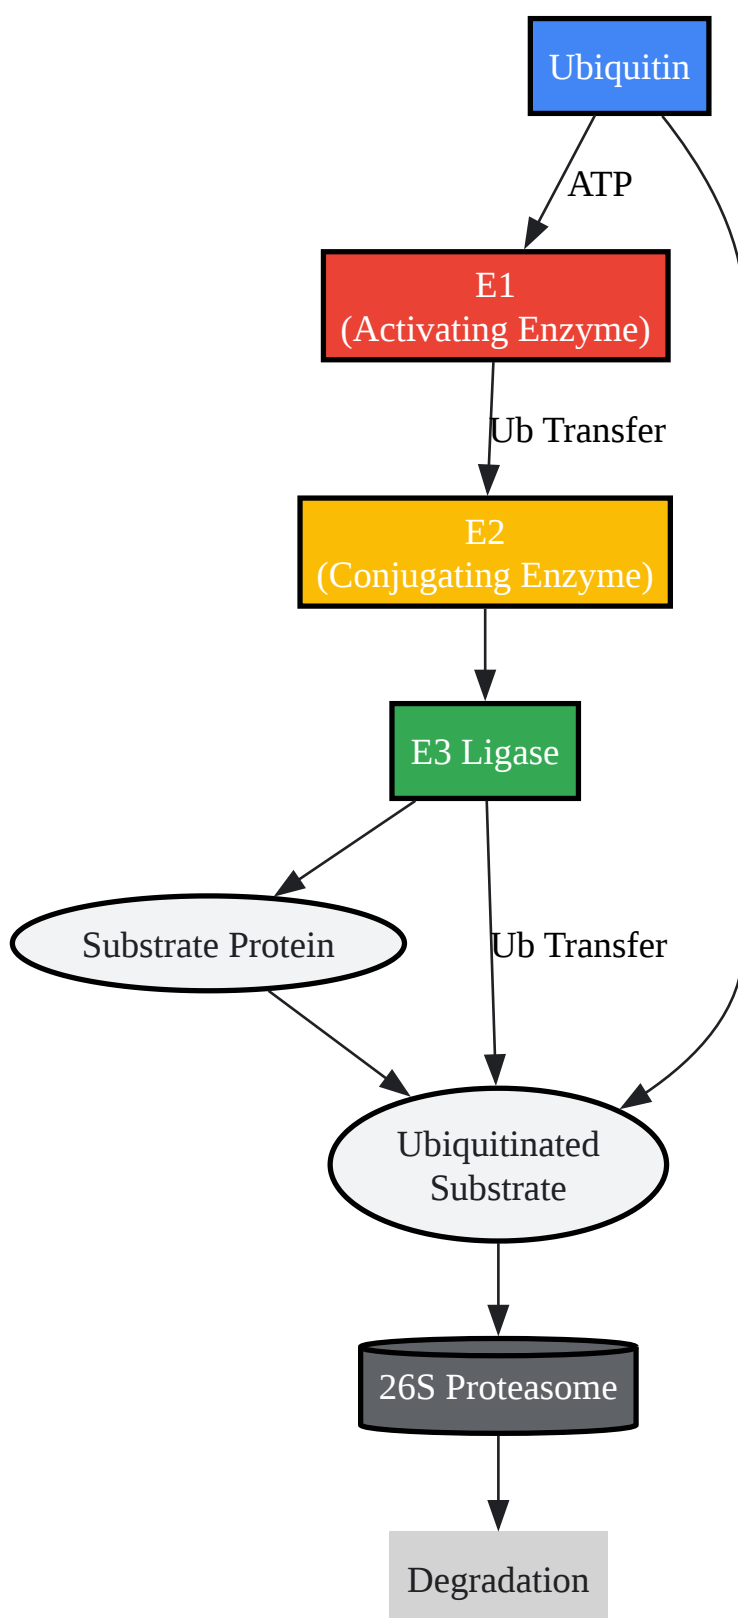 Ubiquitin
ATP
E1
(Activating Enzyme)
Ub Transfer
E2
(Conjugating Enzyme)
E3 Ligase
Substrate Protein
Ub Transfer
Ubiquitinated
Substrate
26S Proteasome
Degradation